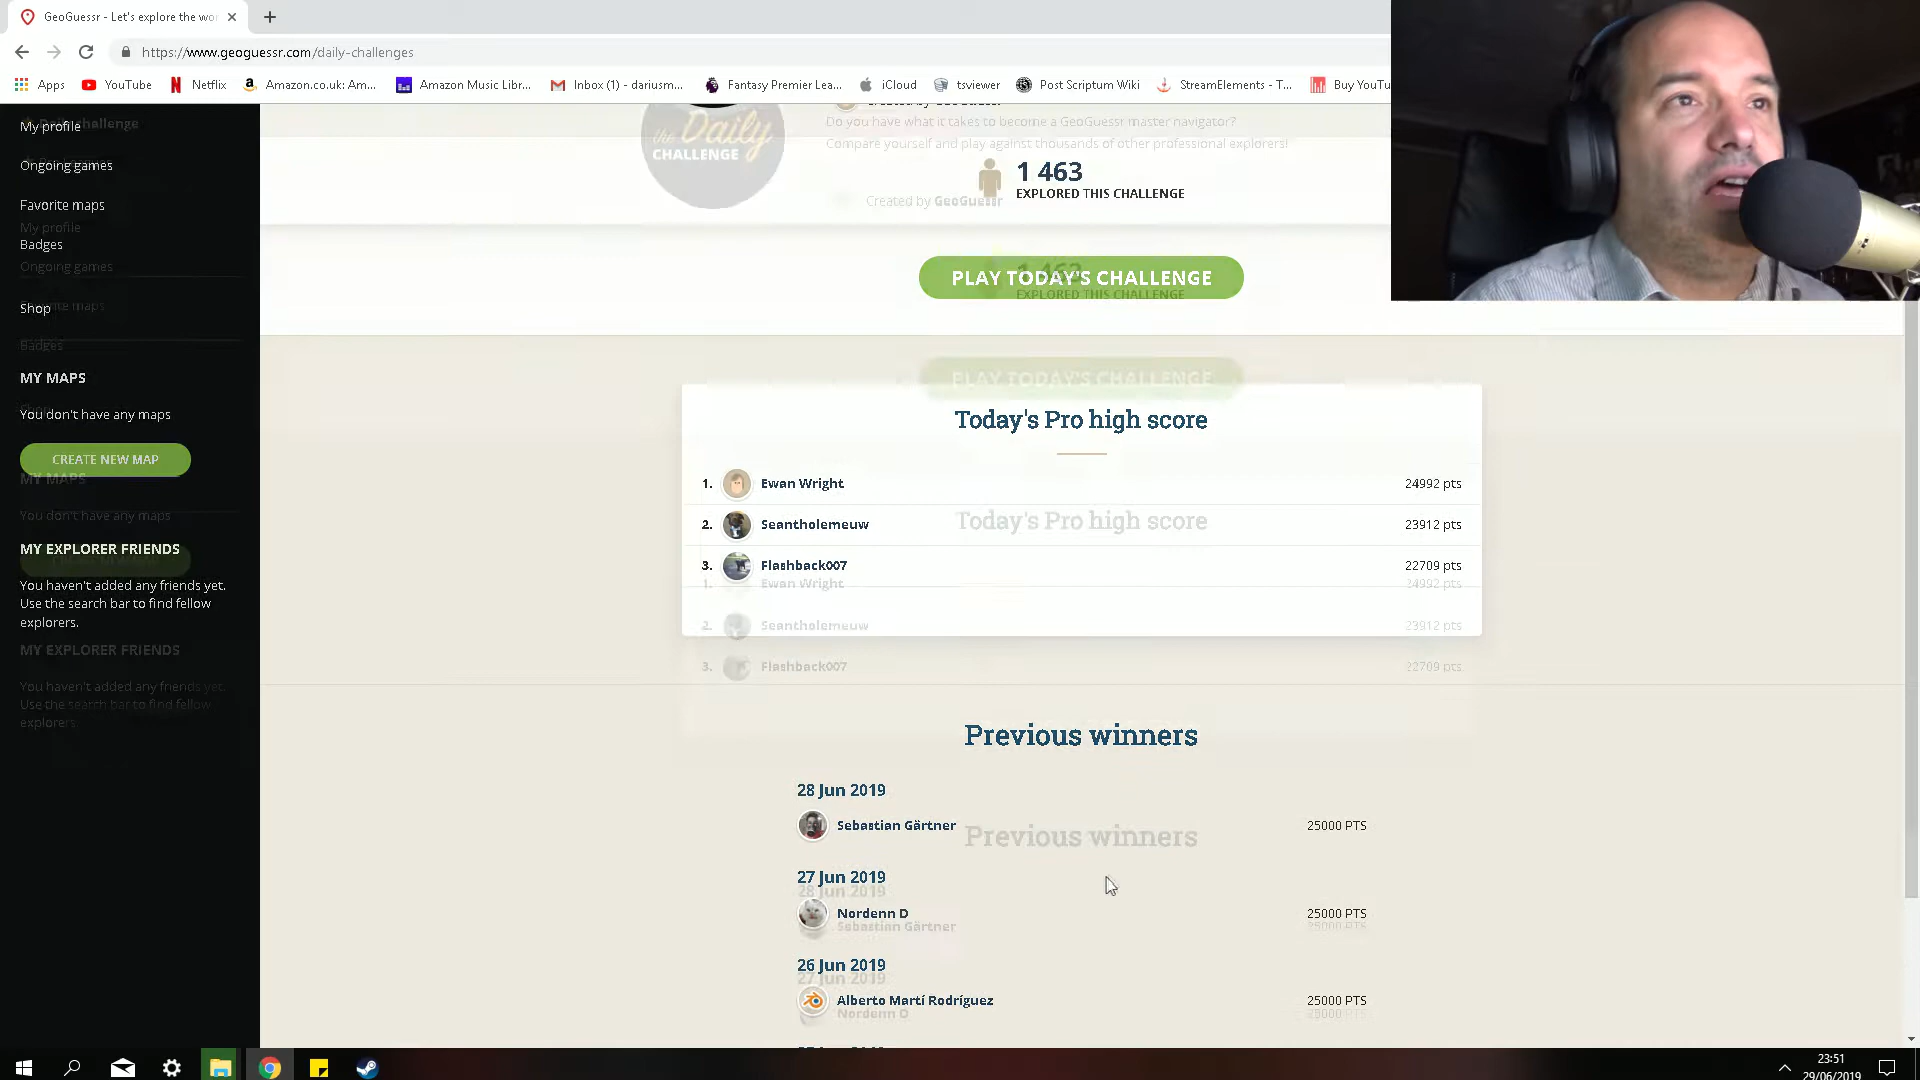 GeoGuessr - Let's explore the wor
https://www.geoguessr.com/daily-challenges
Apps
YouTube
Netflix
Amazon.co.uk: Am...
Amazon Music Libr...
Inbox (1) - dariusm...
Fantasy Premier Lea...
iCloud
tsviewer
Post Scriptum Wiki
StreamElements - T...
Buy YouTu
My profile
Ongoing games
Favorite maps
Badges
Shop
MY MAPS
You don't have any maps
CREATE NEW MAP
MY EXPLORER FRIENDS
You haven't added any friends yet.
Use the search bar to find fellow
explorers.
the Daily
CHALLENGE
Do you have what it takes to become a GeoGuessr master navigator?
Compare yourself and play against thousands of other professional explorers!
1 463
EXPLORED THIS CHALLENGE
Created by GeoGuessr
PLAY TODAY'S CHALLENGE
Today's Pro high score
1. Ewan Wright 24992 pts
2. Seantholemeuw 23912 pts
3. Flashback007 22709 pts
Previous winners
28 Jun 2019
Sebastian Gärtner 25000 PTS
27 Jun 2019
Nordenn D 25000 PTS
26 Jun 2019
Alberto Martí Rodríguez 25000 PTS
23:51
29/06/2019